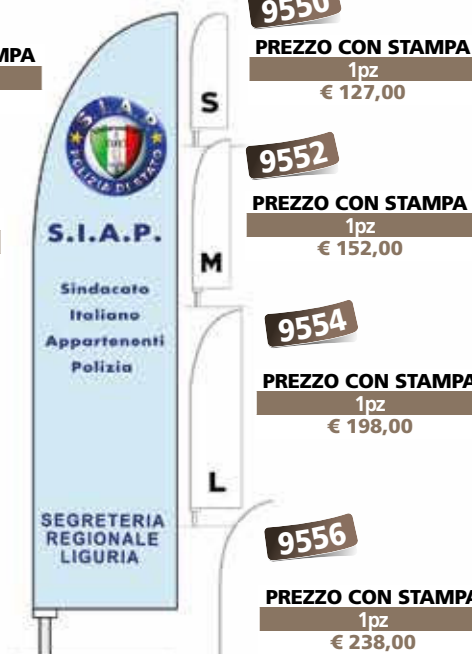 MPA
S.I.A.P.
POLIZIA DI STATO
S.I.A.P.
Sindacato
Italiano
Appartenenti
Polizia
SEGRETERIA
REGIONALE
LIGURIA
S
M
L
9550
PREZZO CON STAMPA
1pz
€ 127,00
9552
PREZZO CON STAMPA
1pz
€ 152,00
9554
PREZZO CON STAMPA
1pz
€ 198,00
9556
PREZZO CON STAMPA
1pz
€ 238,00